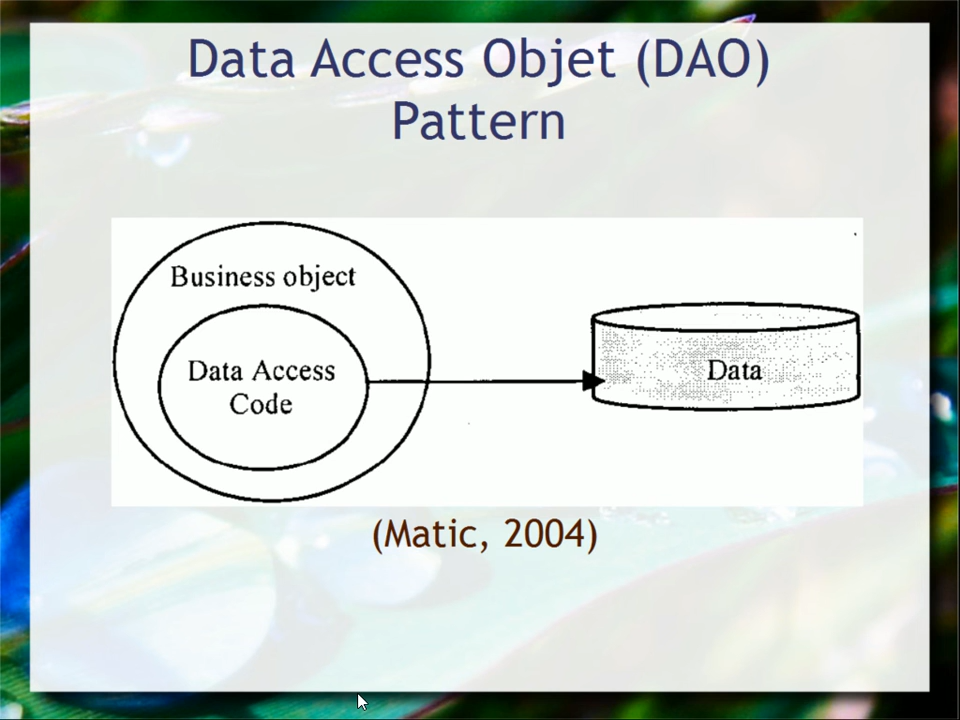 Data Access Objet (DAO)
Pattern
Business object
Data Access
Code
Data
(Matic, 2004)